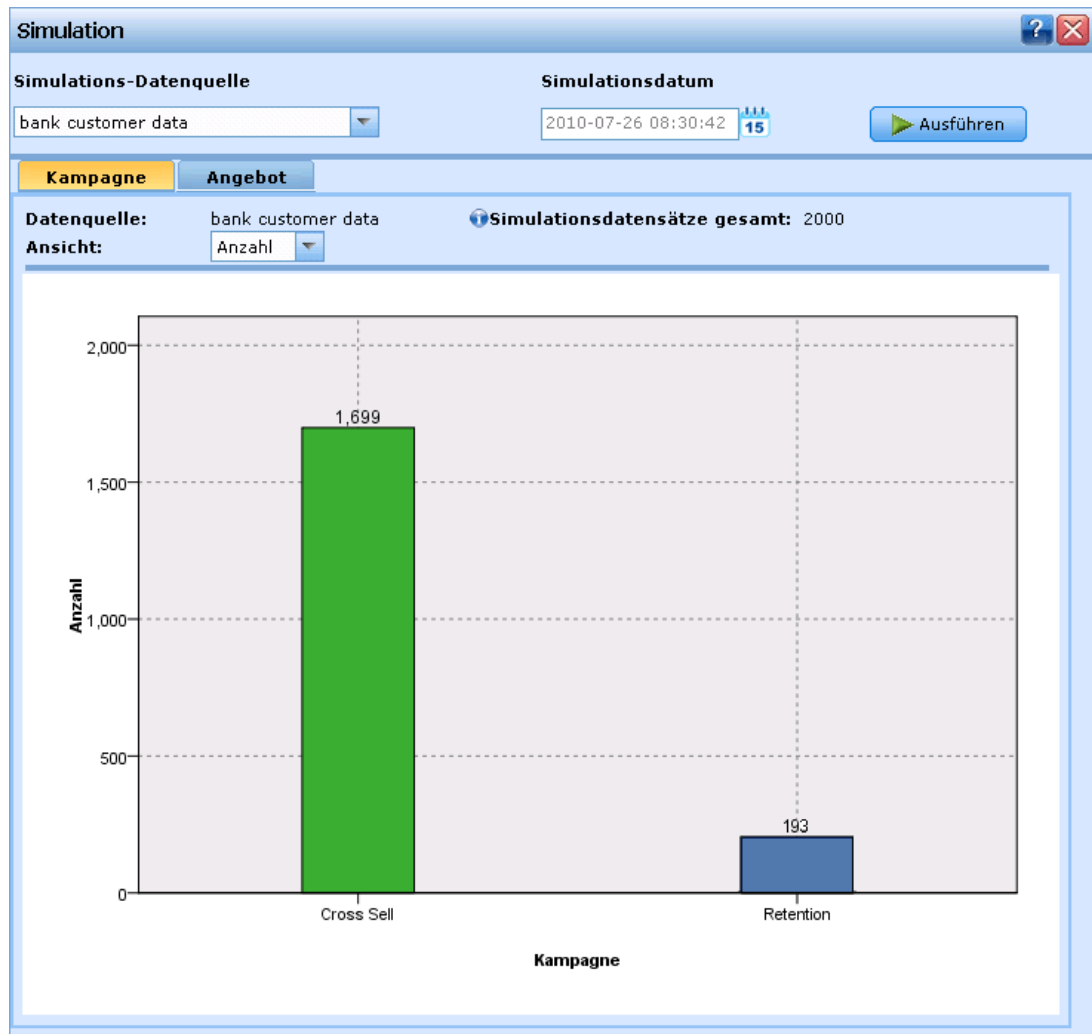 Simulation
?
Simulations-Datenquelle Simulationsdatum
bank customer data 2010-07-26 08:30:42 15 Ausführen
Kampagne Angebot
Datenquelle: bank customer data iSimulationsdatensätze gesamt: 2000
Ansicht: Anzahl
2,000
1,699
1,500
Anzahl
1,000
500
193
0
Cross Sell Retention
Kampagne